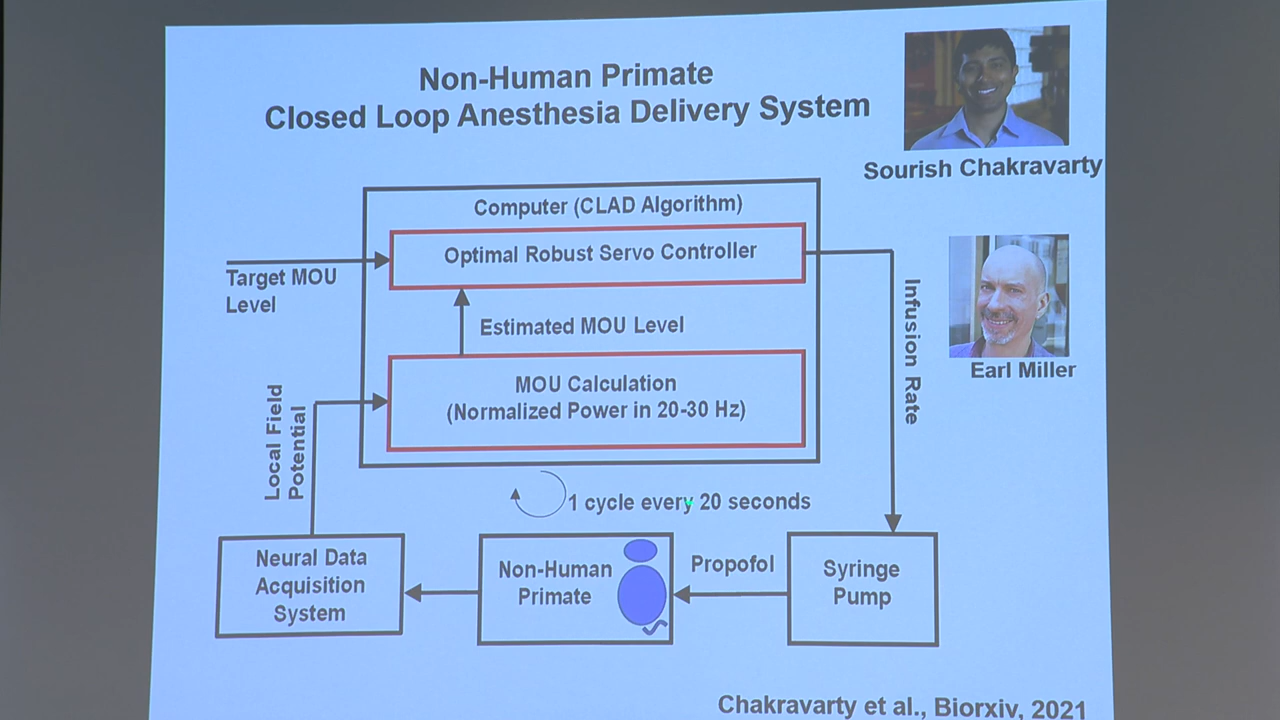 Non-Human Primate
Closed Loop Anesthesia Delivery System
Sourish Chakravarty
Computer (CLAD Algorithm)
Optimal Robust Servo Controller
Target MOU
Level
Estimated MOU Level
Infusion Rate
Earl Miller
MOU Calculation
(Normalized Power in 20-30 Hz)
Local Field
Potential
1 cycle every 20 seconds
Neural Data
Acquisition
System
Non-Human
Primate
Propofol
Syringe
Pump
Chakravarty et al., Biorxiv, 2021